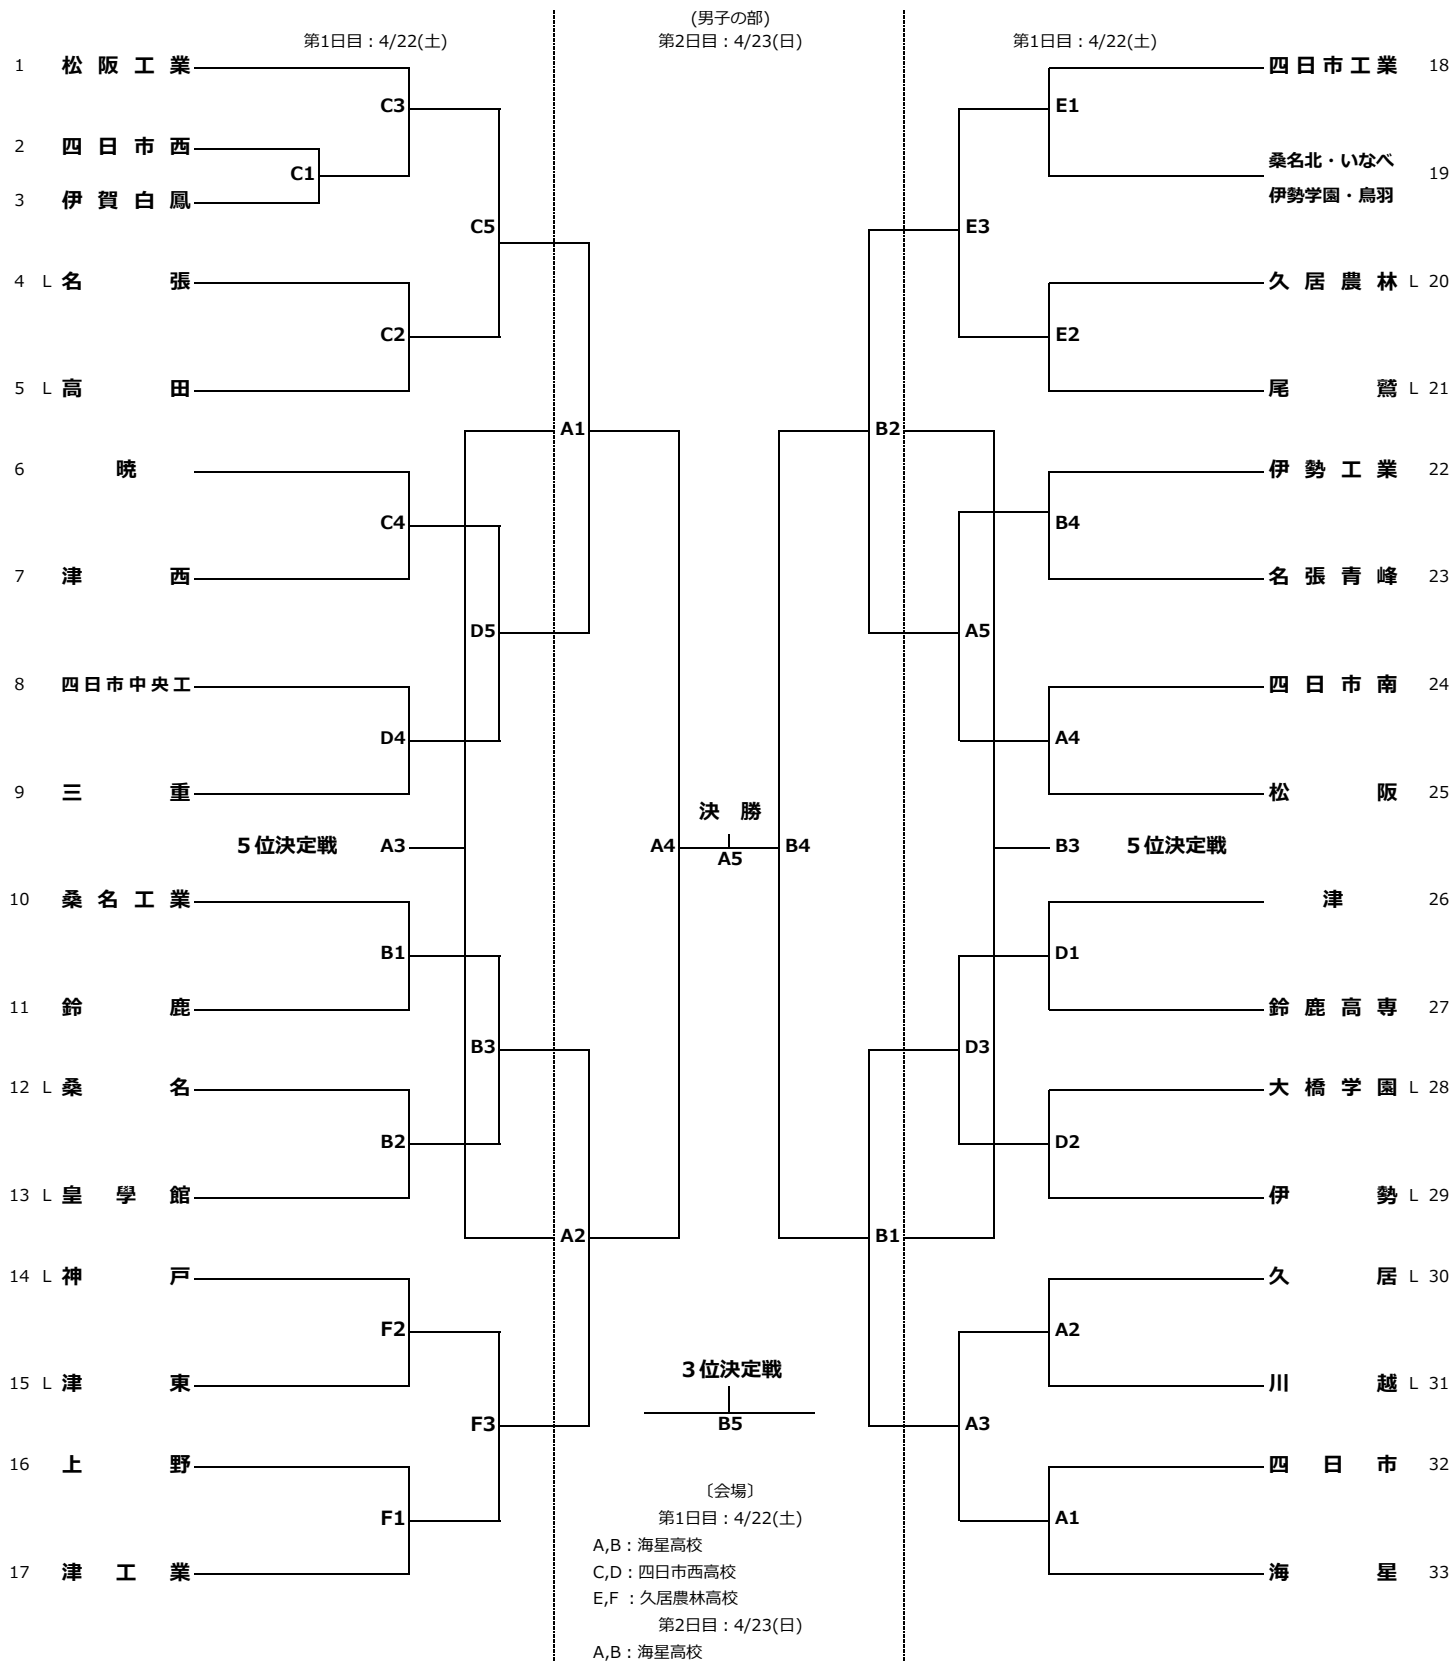 (男子の部)
第1日目：4/22(土)
第2日目：4/23(日)
第1日目：4/22(土)
1 松阪工業
C3
2 四日市西
C1
3 伊賀白鳳
C5
4 L 名張
C2
5 L 高田
A1
6 暁
C4
7 津西
D5
8 四日市中央工
D4
9 三重
5位決定戦 A3
10 桑名工業
B1
11 鈴鹿
B3
12 L 桑名
B2
13 L 皇學館
A2
14 L 神戸
F2
15 L 津東
F3
16 上野
F1
17 津工業
決勝
A4 A5 B4
3位決定戦
B5
四日市工業 18
E1
桑名北・いなべ
伊勢学園・鳥羽 19
E3
久居農林 L 20
E2
尾鷲 L 21
B2
伊勢工業 22
B4
名張青峰 23
A5
四日市南 24
A4
松阪 25
B3 5位決定戦
津 26
D1
鈴鹿高専 27
D3
大橋学園 L 28
D2
伊勢 L 29
B1
久居 L 30
A2
川越 L 31
A3
四日市 32
A1
海星 33
〔会場〕
第1日目：4/22(土)
A,B：海星高校
C,D：四日市西高校
E,F：久居農林高校
第2日目：4/23(日)
A,B：海星高校